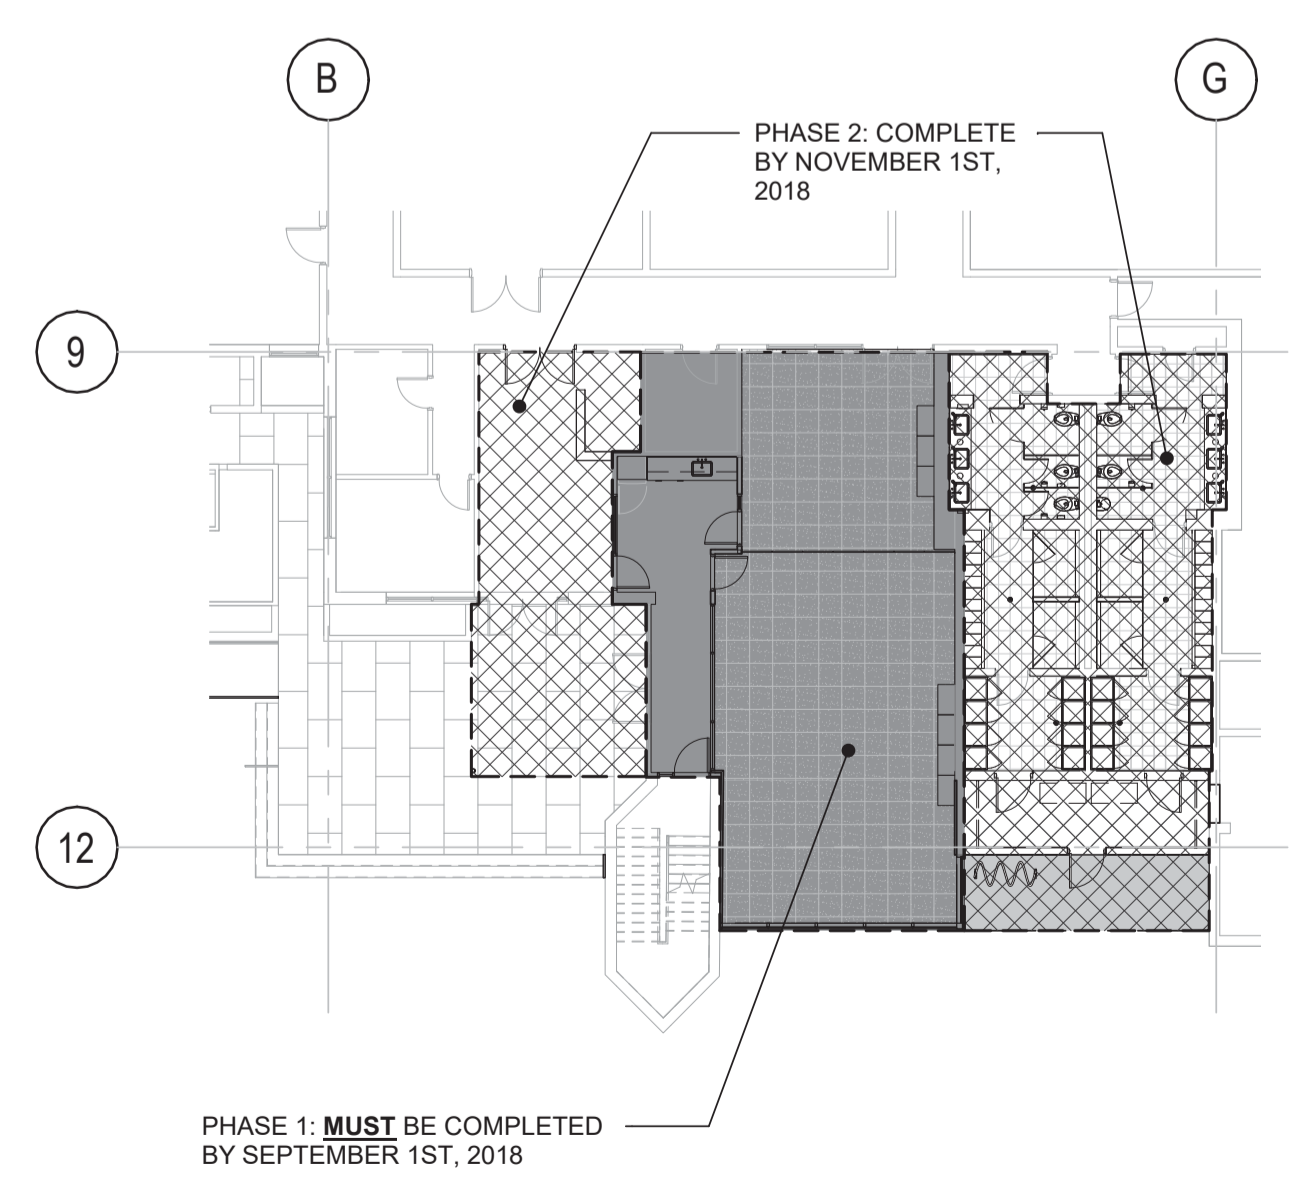 B
G
PHASE 2: COMPLETE
BY NOVEMBER 1ST,
2018
9
12
PHASE 1: MUST BE COMPLETED
BY SEPTEMBER 1ST, 2018